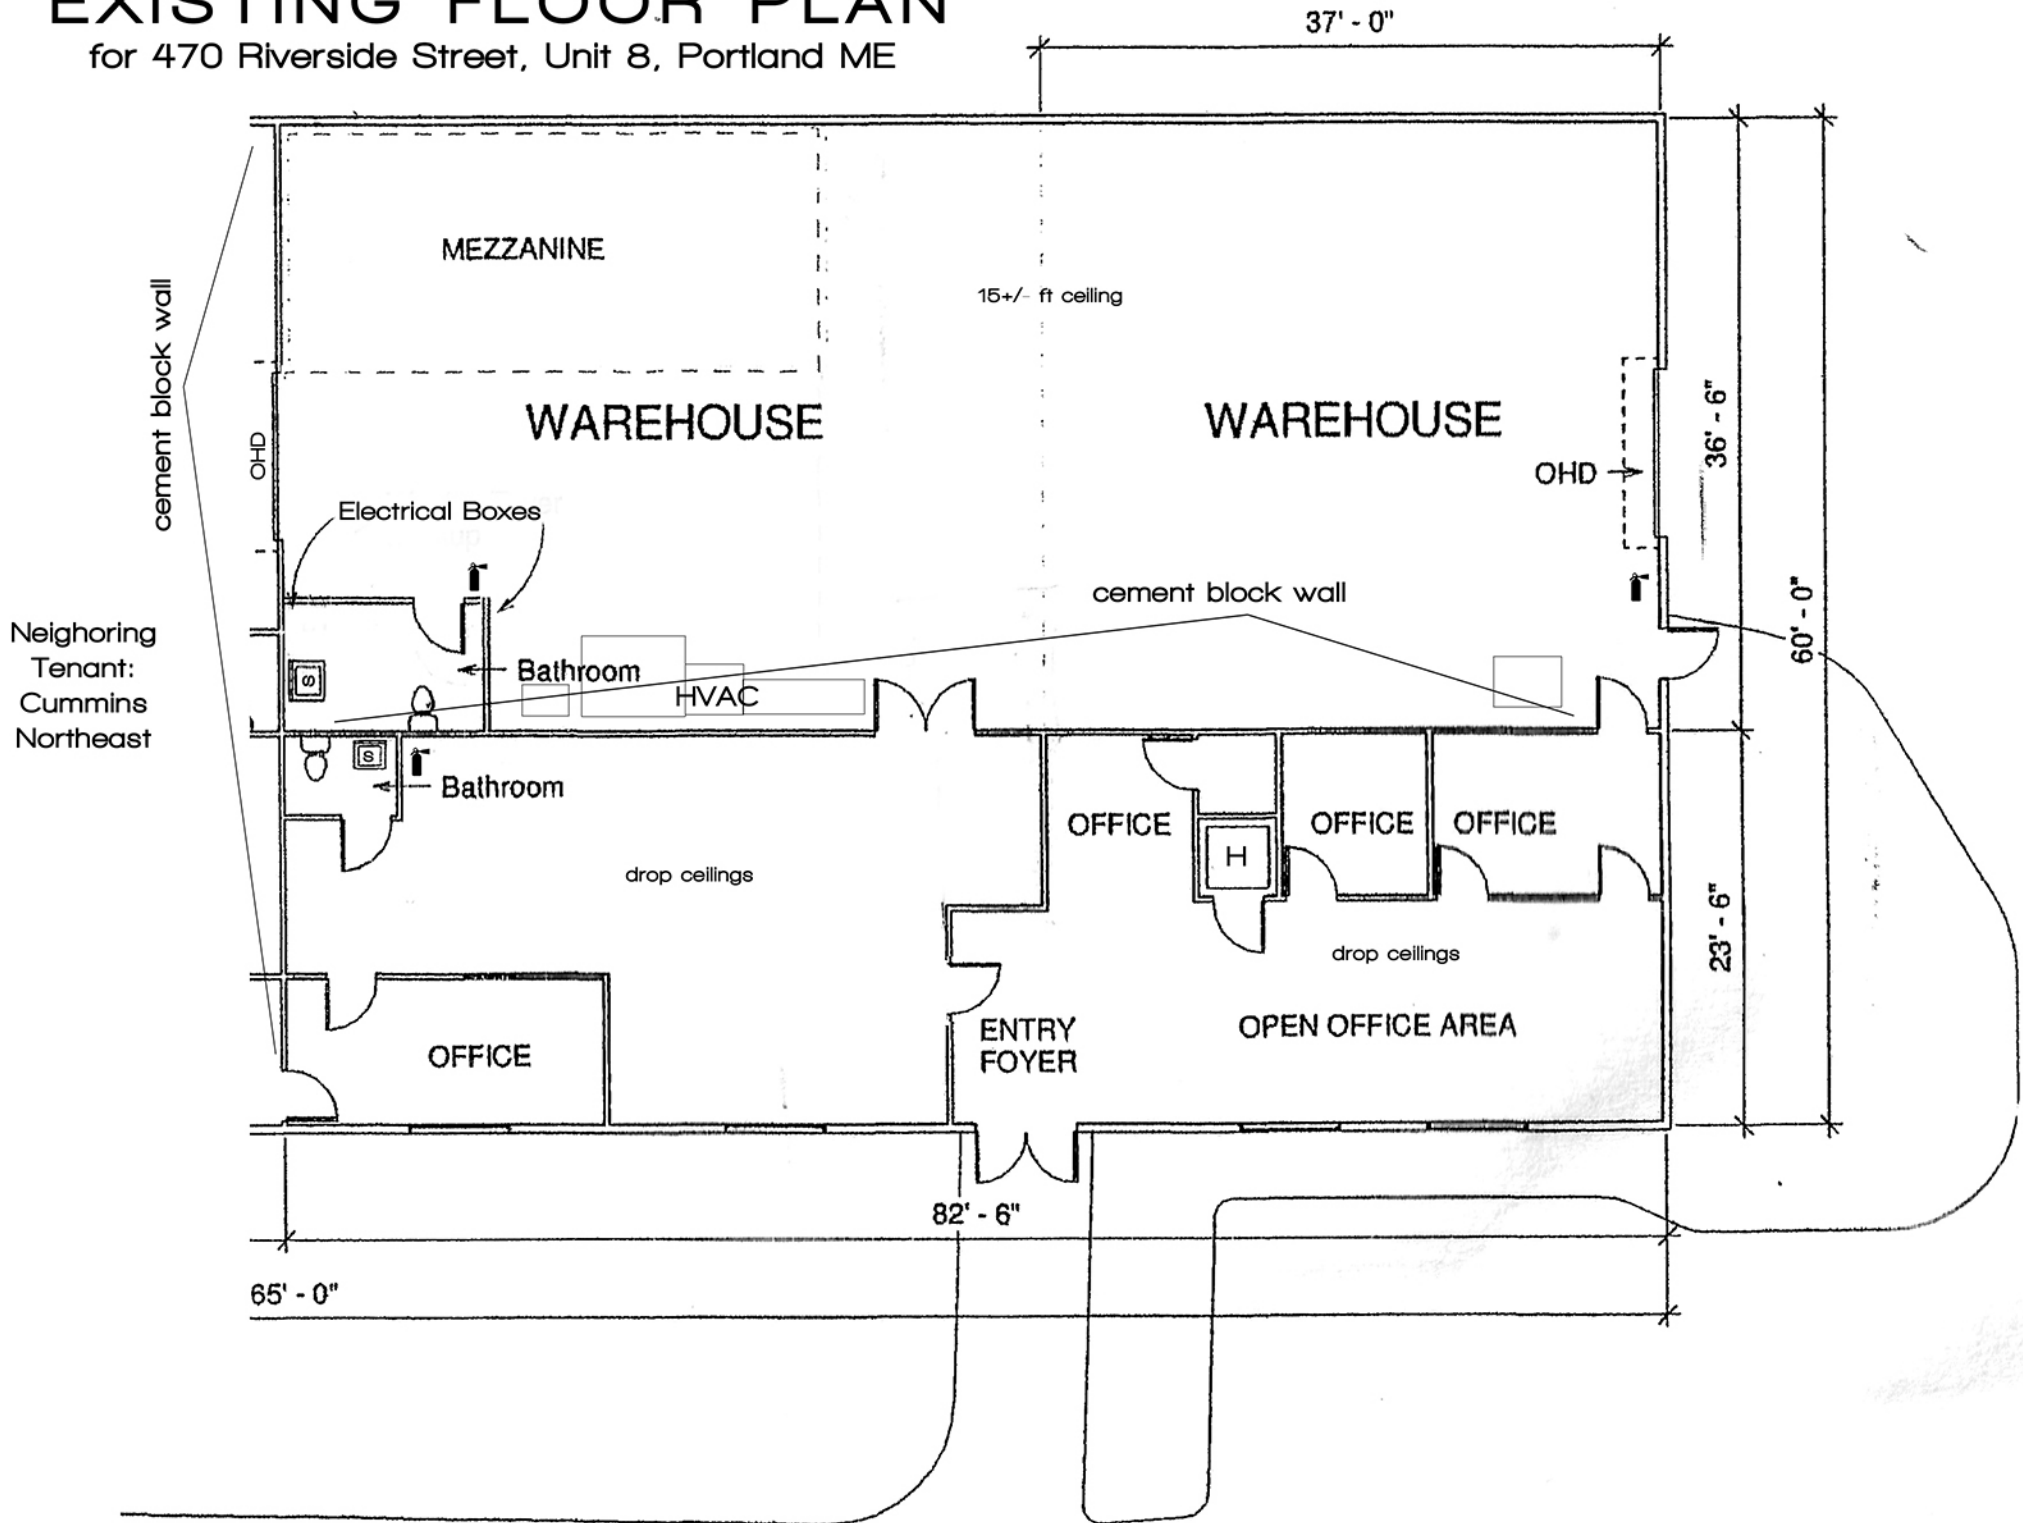 EXISTING FLOOR PLAN
for 470 Riverside Street, Unit 8, Portland ME
37' - 0"
MEZZANINE
15+/- ft ceiling
cement block wall
WAREHOUSE
WAREHOUSE
36' - 6"
OHD
OHD
Electrical Boxes
cement block wall
60' - 0"
Neighoring
Tenant:
Cummins
Northeast
S
Bathroom
HVAC
S
Bathroom
OFFICE
OFFICE
OFFICE
H
drop ceilings
23' - 6"
drop ceilings
ENTRY
FOYER
OPEN OFFICE AREA
OFFICE
82' - 6"
65' - 0"